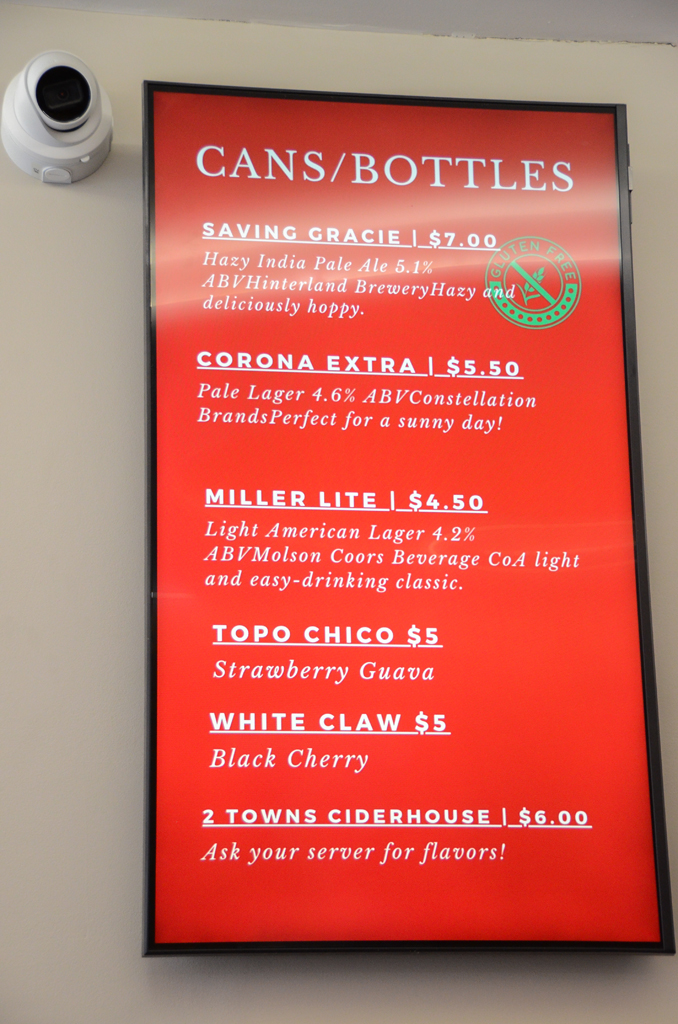 CANS/BOTTLES
SAVING GRACIE | $7.00
GLUTEN FREE
Hazy India Pale Ale 5.1%
ABVHinterland BreweryHazy and
deliciously hoppy.
CORONA EXTRA | $5.50
Pale Lager 4.6% ABVConstellation
BrandsPerfect for a sunny day!
MILLER LITE | $4.50
Light American Lager 4.2%
ABVMolson Coors Beverage CoA light
and easy-drinking classic.
TOPO CHICO $5
Strawberry Guava
WHITE CLAW $5
Black Cherry
2 TOWNS CIDERHOUSE | $6.00
Ask your server for flavors!